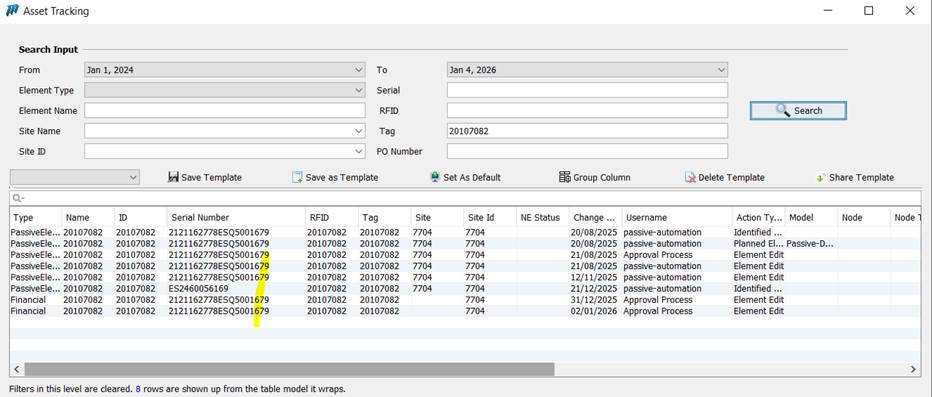 Asset Tracking
Search Input
From Jan 1, 2024 To Jan 4, 2026
Element Type Serial
Element Name RFID Search
Site Name Tag 20107082
Site ID PO Number
Save Template Save as Template Set As Default Group Column Delete Template Share Template
Type Name ID Serial Number RFID Tag Site Site Id NE Status Change ... Username Action Ty... Model Node Node T
PassiveEle... 20107082 20107082 2121162778ESQ5001679 20107082 20107082 7704 7704 20/08/2025 passive-automation Identified ...
PassiveEle... 20107082 20107082 2121162778ESQ5001679 20107082 20107082 7704 7704 20/08/2025 passive-automation Planned El... Passive-D...
PassiveEle... 20107082 20107082 2121162778ESQ5001679 20107082 20107082 7704 7704 21/08/2025 Approval Process Element Edit
PassiveEle... 20107082 20107082 2121162778ESQ5001679 20107082 20107082 7704 7704 21/08/2025 passive-automation Element Edit
PassiveEle... 20107082 20107082 2121162778ESQ5001679 20107082 20107082 7704 7704 12/11/2025 passive-automation Element Edit
PassiveEle... 20107082 20107082 ES2460056169 20107082 20107082 7704 7704 21/12/2025 passive-automation Identified ...
Financial 20107082 20107082 2121162778ESQ5001679 20107082 20107082 7704 31/12/2025 Approval Process Element Edit
Financial 20107082 20107082 2121162778ESQ5001679 20107082 20107082 7704 02/01/2026 Approval Process Element Edit
Filters in this level are cleared. 8 rows are shown up from the table model it wraps.